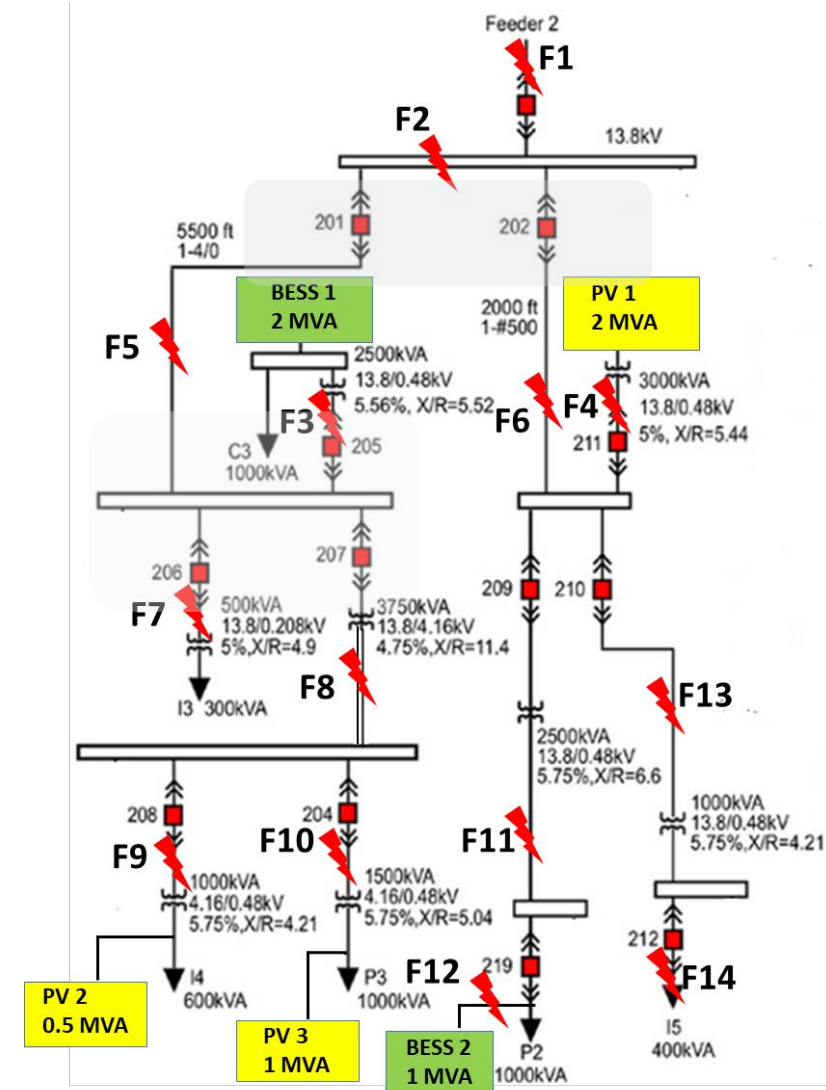 Feeder 2
F1
F2
13.8kV
201
202
5500 ft
1-4/0
BESS 1
2 MVA
2000 ft
1-#500
PV 1
2 MVA
F5
2500kVA
13.8/0.48kV
5.56%, X/R=5.52
F3
205
C3
1000kVA
F6
F4
3000kVA
13.8/0.48kV
5%, X/R=5.44
211
206
207
209
210
F7
500kVA
13.8/0.208kV
5%,X/R=4.9
3750kVA
13.8/4.16kV
4.75%,X/R=11.4
I3 300kVA
F8
F13
2500kVA
13.8/0.48kV
5.75%,X/R=6.6
208
204
F9
F10
F11
1000kVA
13.8/0.48kV
5.75%,X/R=4.21
1000kVA
4.16/0.48kV
5.75%,X/R=4.21
1500kVA
4.16/0.48kV
5.75%,X/R=5.04
212
219
F12
F14
I4
600kVA
P3
1000kVA
PV 2
0.5 MVA
PV 3
1 MVA
BESS 2
1 MVA
P2
1000kVA
I5
400kVA